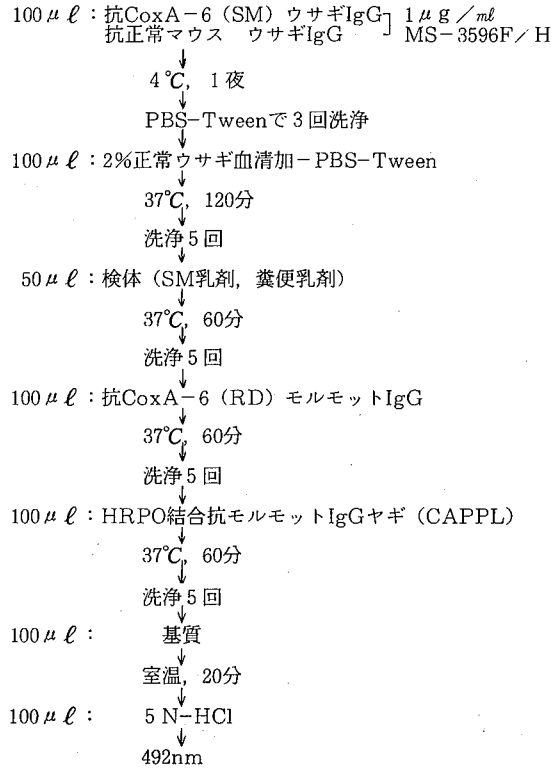 100μℓ:抗CoxA-6(SM)ウサギIgG 1μg/ml
抗正常マウス ウサギIgG MS-3596F/H
4℃, 1夜
PBS-Tweenで3回洗浄
100μℓ:2%正常ウサギ血清加-PBS-Tween
37℃, 120分
洗浄5回
50μℓ:検体(SM乳剤, 糞便乳剤)
37℃, 60分
洗浄5回
100μℓ:抗CoxA-6(RD)モルモットIgG
37℃, 60分
洗浄5回
100μℓ:HRPO結合抗モルモットIgGヤギ(CAPPL)
37℃, 60分
洗浄5回
100μℓ: 基質
室温, 20分
100μℓ: 5N-HCl
492nm